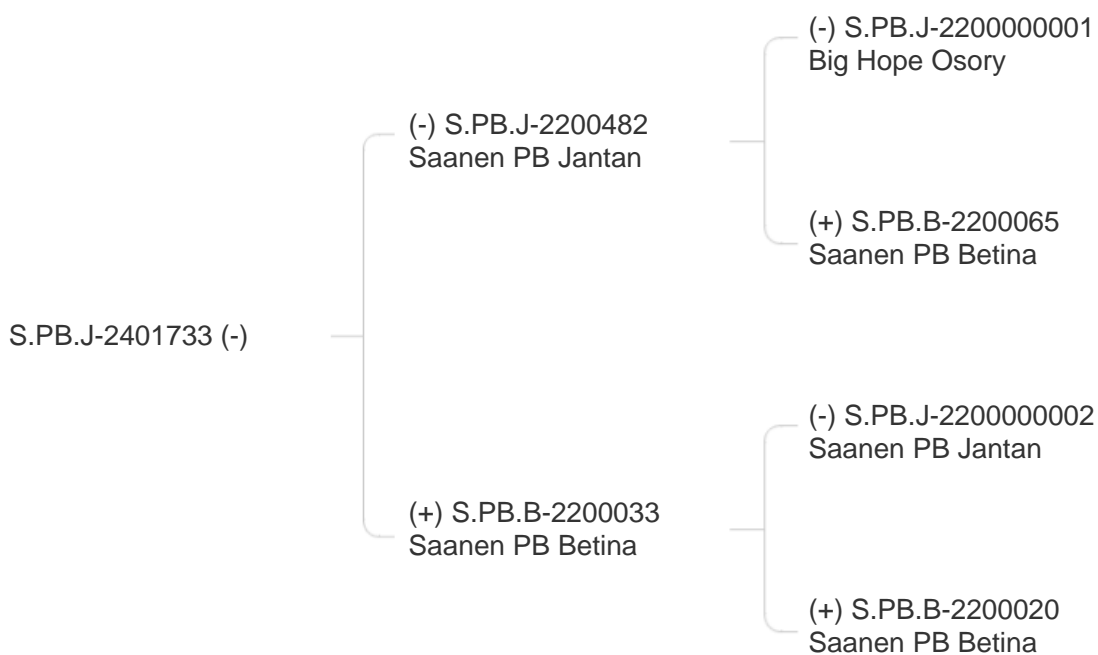 (-) S.PB.J-2200000001
Big Hope Osory
(-) S.PB.J-2200482
Saanen PB Jantan
(+) S.PB.B-2200065
Saanen PB Betina
S.PB.J-2401733 (-)
(-) S.PB.J-2200000002
Saanen PB Jantan
(+) S.PB.B-2200033
Saanen PB Betina
(+) S.PB.B-2200020
Saanen PB Betina